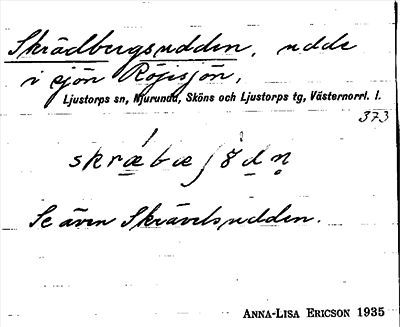 Skrädbergsudden, udde
i sjön Röjesjön,
Ljustorps sn, Njurunda, Sköns och Ljustorps tg, Västernorrl. l.
373
Se även Skrävelsudden.
ANNA-LISA ERICSON 1935